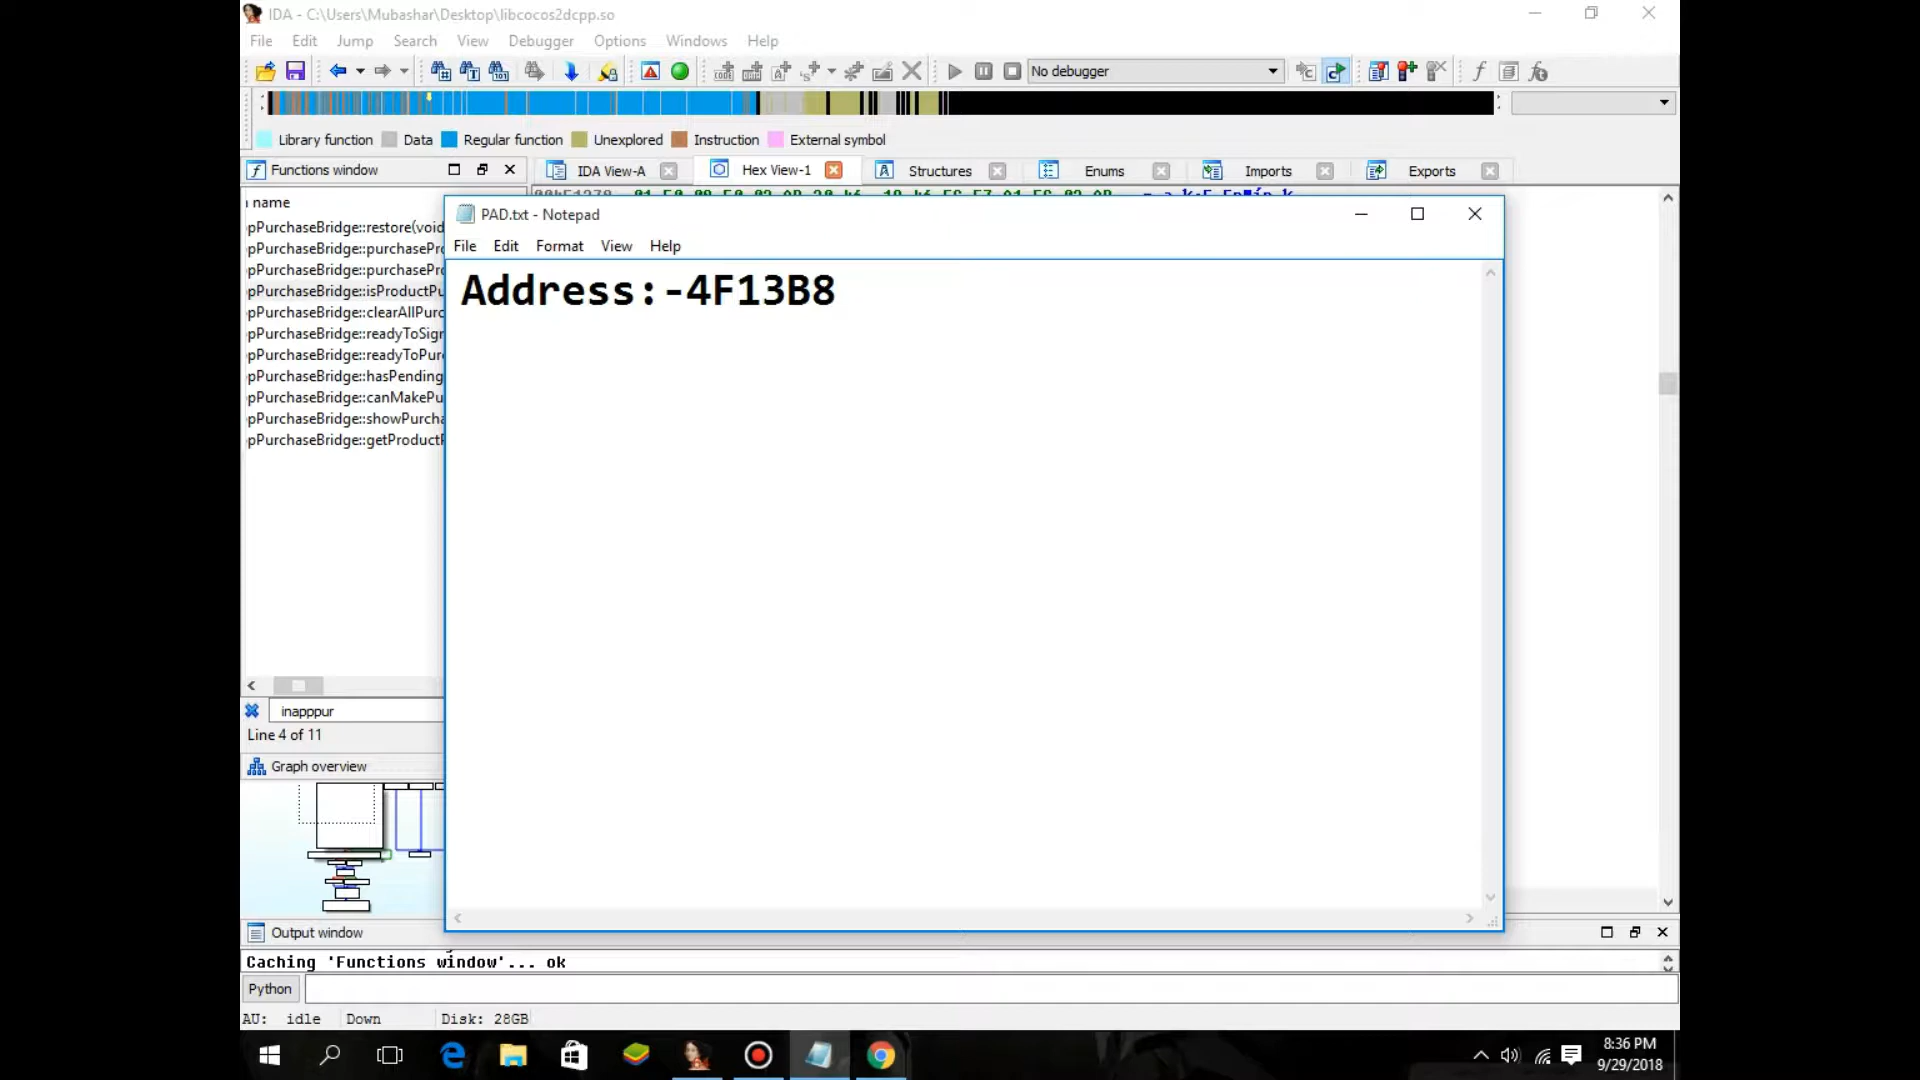 IDA - C:\Users\Mubashar\Desktop\libcocos2dcpp.so
File Edit Jump Search View Debugger Options Windows Help
No debugger
Library function Data Regular function Unexplored Instruction External symbol
Functions window
IDA View-A Hex View-1 Structures Enums Imports Exports
name
PAD.txt - Notepad
File Edit Format View Help
Address:-4F13B8
pPurchaseBridge::restore(void
pPurchaseBridge::purchasePr
pPurchaseBridge::purchasePr
pPurchaseBridge::isProductPu
pPurchaseBridge::clearAllPurc
pPurchaseBridge::readyToSigr
pPurchaseBridge::readyToPur
pPurchaseBridge::hasPending
pPurchaseBridge::canMakePu
pPurchaseBridge::showPurcha
pPurchaseBridge::getProduct
inapppur
Line 4 of 11
Graph overview
Output window
Caching 'Functions window'... ok
Python
AU: idle Down Disk: 28GB
8:36 PM
9/29/2018